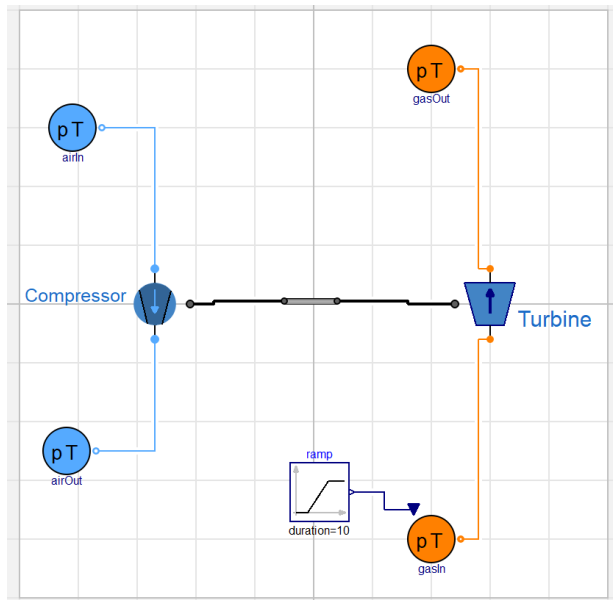 pT
gasOut
pT
airIn
Compressor
Turbine
pT
airOut
ramp
duration=10
pT
gasIn